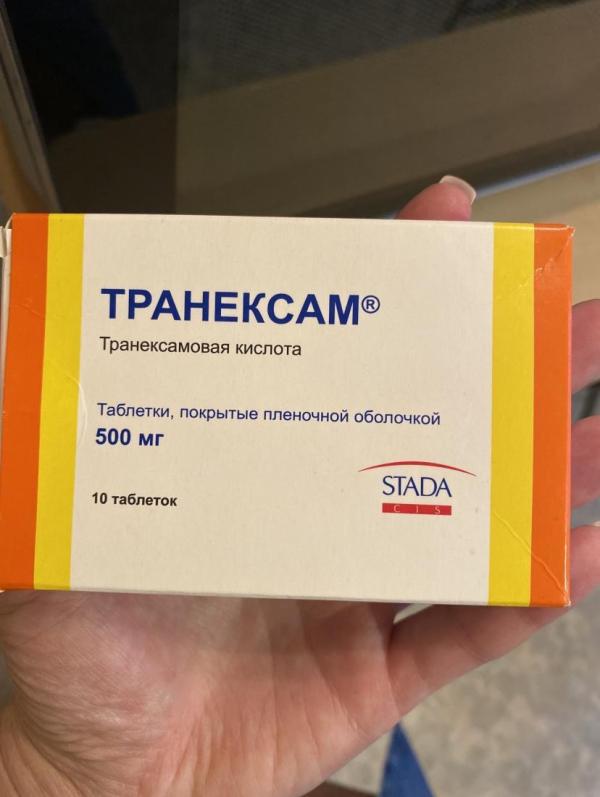 ТРАНЕКСАМ®
Транексамовая кислота
Таблетки, покрытые пленочной оболочкой
500 мг
10 таблеток
STADA
CIS